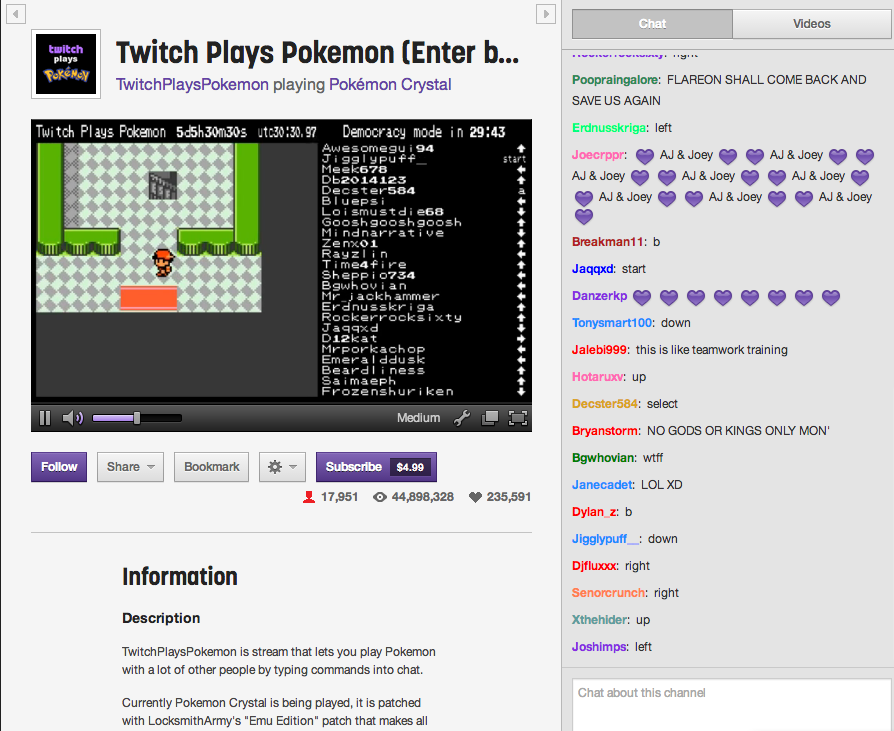 twitch
plays
Pokémon
Twitch Plays Pokemon (Enter b...
TwitchPlaysPokemon playing Pokémon Crystal
Twitch Plays Pokemon 5d5h30m30s utc30:30.97 Democracy mode in 29:43
Awesomegui94
Jigglypuff_ start
Meek678
Db2014123
Decster584 a
Bluepsi
Loismustdie68
Gooshgooshgoosh
Mindnarrative
Zenx01
Rayzlin
Time4fire
Sheppio734
Bgwhovian
Mr_jackhammer
Erdnusskriga
Rockerrocksixty
Jaqqxd
D12kat
Mrporkachop
Emeralddusk
Beardliness
Saimaeph
Frozenshuriken
Medium
Follow
Share
Bookmark
Subscribe $4.99
17,951 44,898,328 235,591
Information
Description
TwitchPlaysPokemon is stream that lets you play Pokemon
with a lot of other people by typing commands into chat.
Currently Pokemon Crystal is being played, it is patched
with LocksmithArmy's "Emu Edition" patch that makes all
Chat
Videos
Rockerrocksixty: right
Poopraingalore: FLAREON SHALL COME BACK AND
SAVE US AGAIN
Erdnusskriga: left
Joecrppr: 💜 AJ & Joey 💜 💜 AJ & Joey 💜 💜
AJ & Joey 💜 💜 AJ & Joey 💜 💜 AJ & Joey 💜
💜 AJ & Joey 💜 💜 AJ & Joey 💜 💜 AJ & Joey
💜
Breakman11: b
Jaqqxd: start
Danzerkp 💜 💜 💜 💜 💜 💜 💜 💜
Tonysmart100: down
Jalebi999: this is like teamwork training
Hotaruxv: up
Decster584: select
Bryanstorm: NO GODS OR KINGS ONLY MON'
Bgwhovian: wtff
Janecadet: LOL XD
Dylan_z: b
Jigglypuff__: down
Djfluxxx: right
Senorcrunch: right
Xthehider: up
Joshimps: left
Chat about this channel